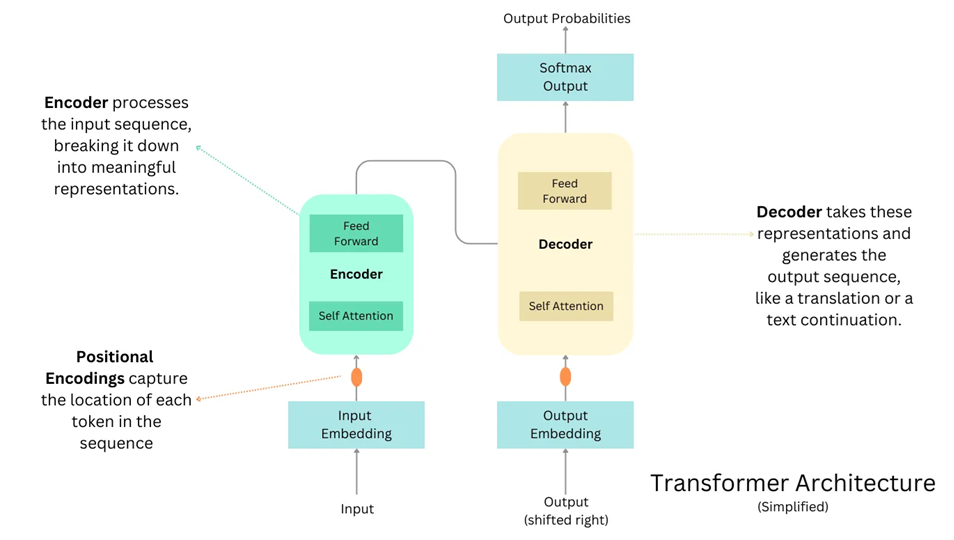 Output Probabilities
Softmax
Output
Encoder processes
the input sequence,
breaking it down
into meaningful
representations.
Feed
Forward
Encoder
Self Attention
Feed
Forward
Decoder
Self Attention
Decoder takes these
representations and
generates the
output sequence,
like a translation or a
text continuation.
Positional
Encodings capture
the location of each
token in the
sequence
Input
Embedding
Output
Embedding
Input
Output
(shifted right)
Transformer Architecture
(Simplified)